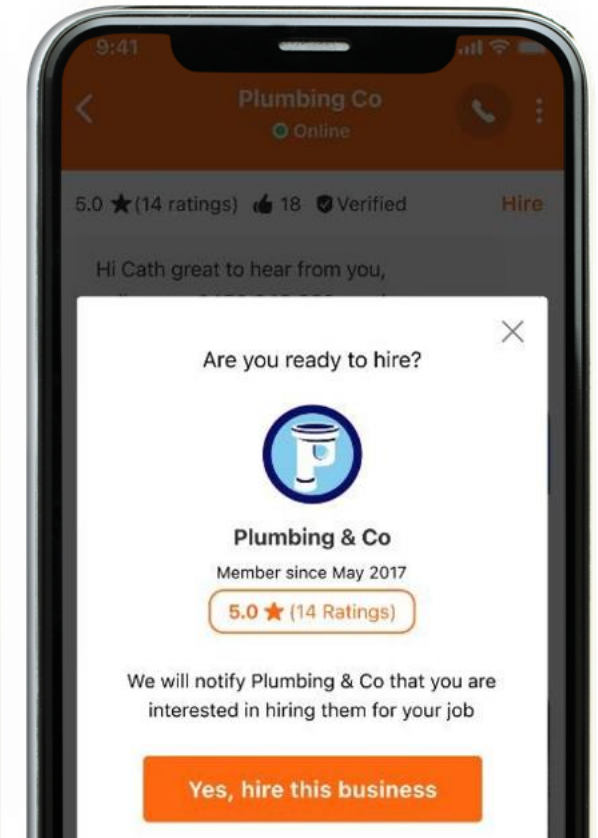 9:41
Plumbing Co
Online
5.0 ★ (14 ratings) 18 Verified Hire
Hi Cath great to hear from you,
Are you ready to hire?
P
Plumbing & Co
Member since May 2017
5.0 ★ (14 Ratings)
We will notify Plumbing & Co that you are
interested in hiring them for your job
Yes, hire this business